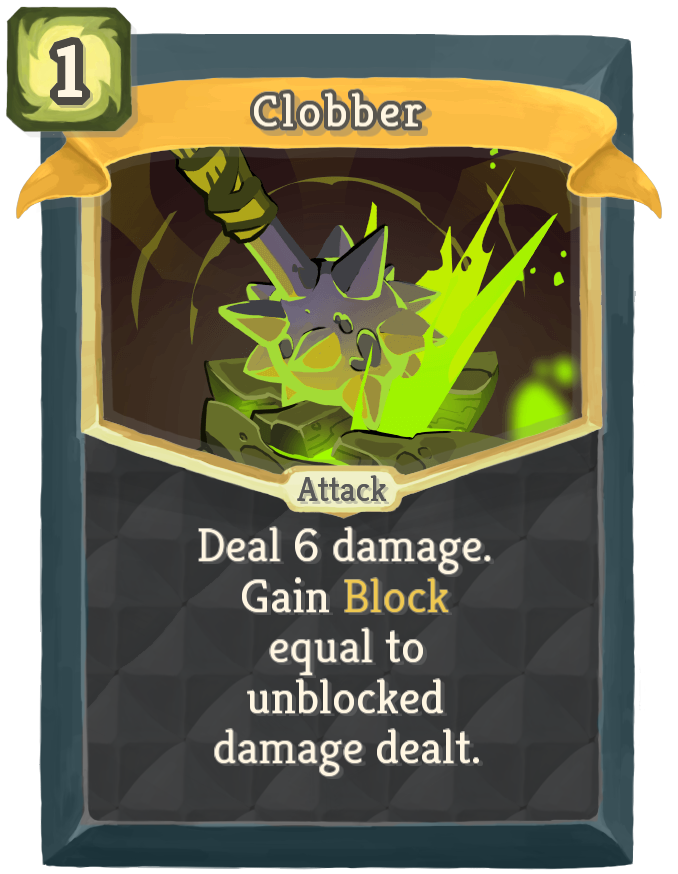 1
Clobber
Attack
Deal 6 damage.
Gain Block
equal to
unblocked
damage dealt.